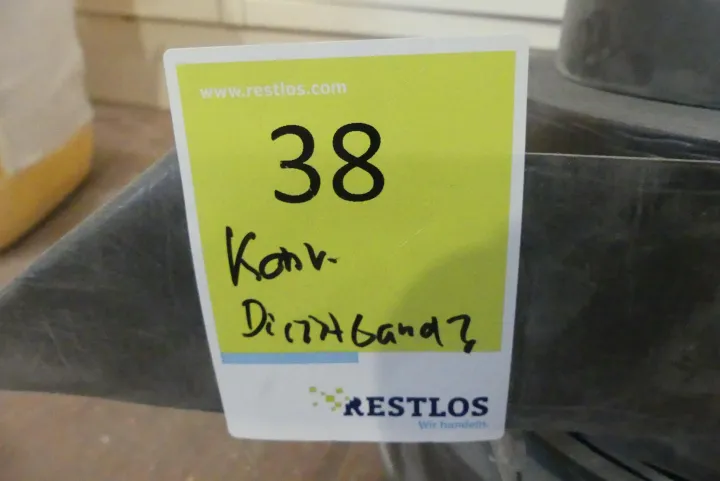 www.restlos.com
38
Konv.
Dichtband?
RESTLOS
Wir handeln.